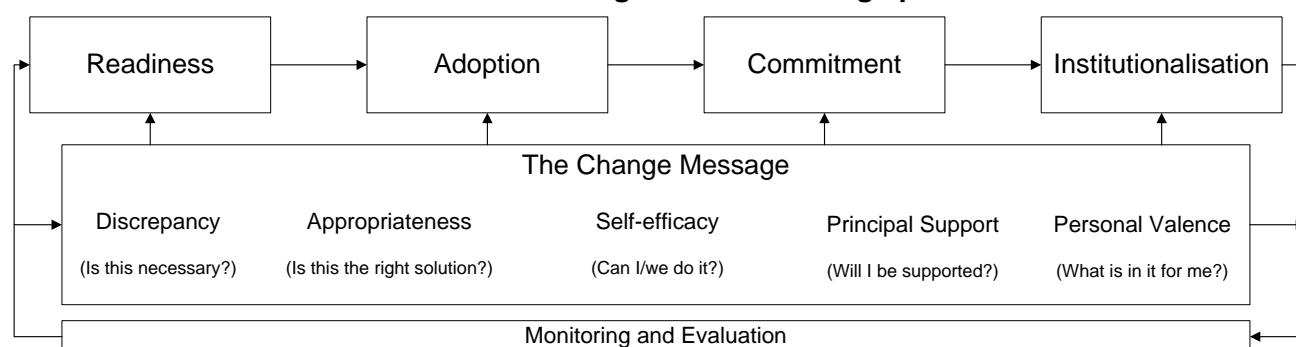 Readiness
Adoption
Commitment
Institutionalisation
The Change Message
Discrepancy
Appropriateness
Self-efficacy
Principal Support
Personal Valence
(Is this necessary?)
(Is this the right solution?)
(Can I/we do it?)
(Will I be supported?)
(What is in it for me?)
Monitoring and Evaluation